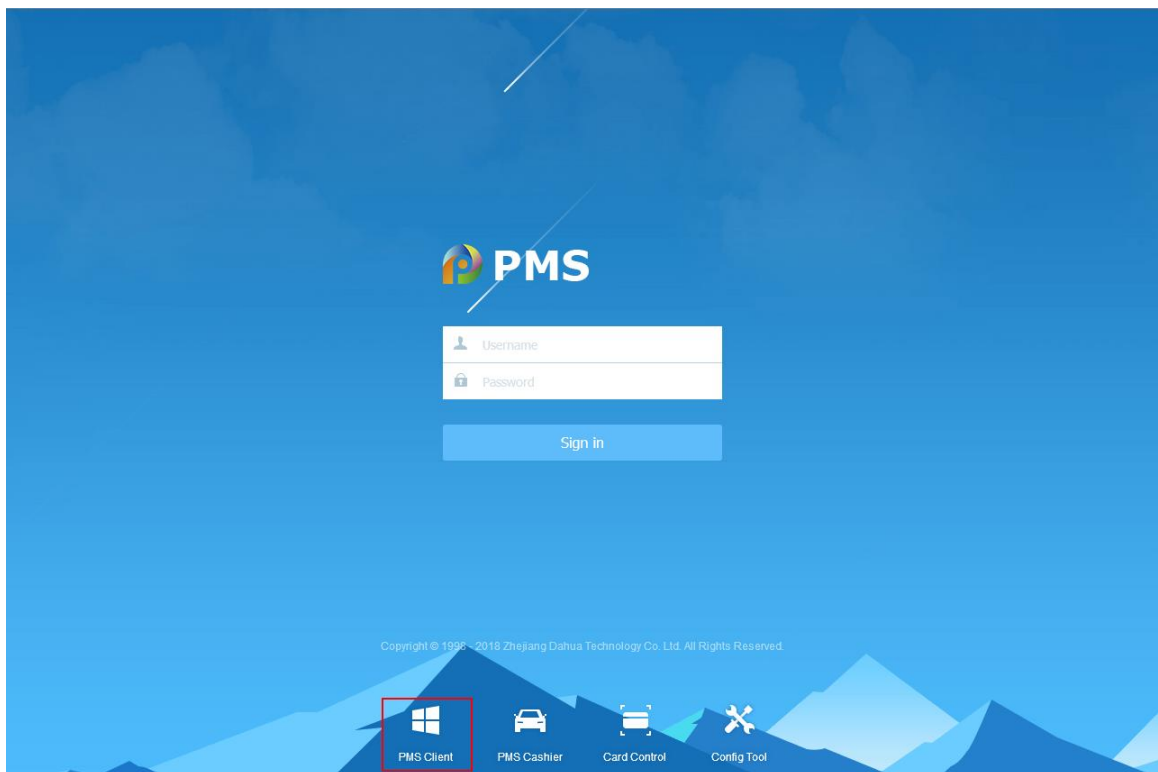 PMS
Username
Password
Sign in
Copyright © 1998 - 2018 Zhejiang Dahua Technology Co. Ltd. All Rights Reserved.
PMS Client PMS Cashier Card Control Config Tool